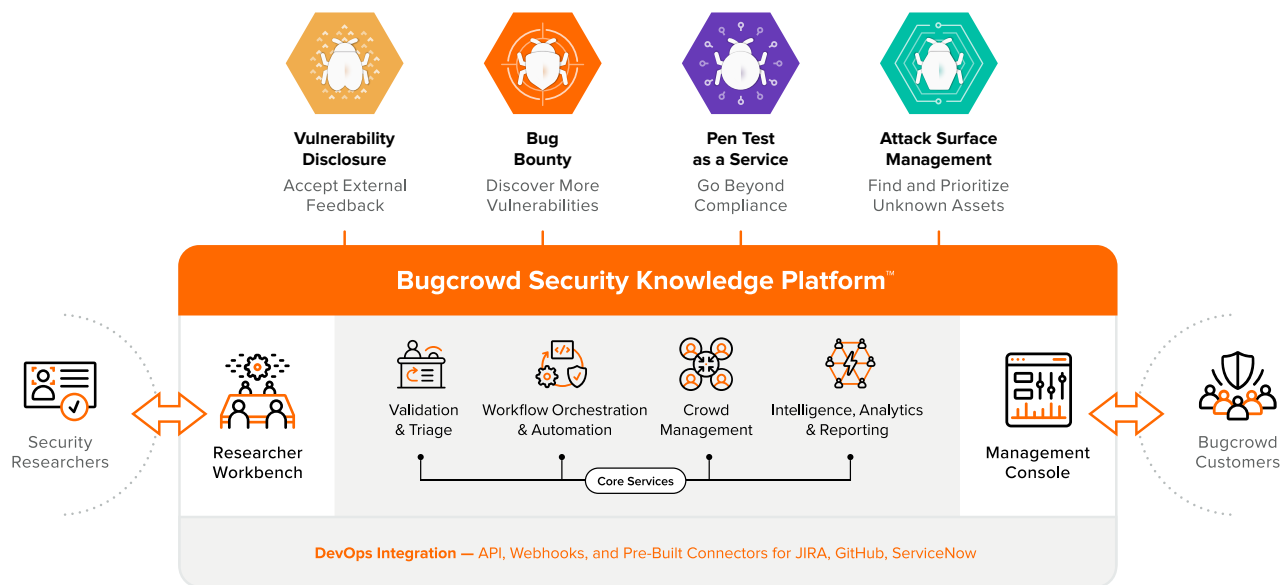 Vulnerability
Disclosure
Accept External
Feedback
Bug
Bounty
Discover More
Vulnerabilities
Pen Test
as a Service
Go Beyond
Compliance
Attack Surface
Management
Find and Prioritize
Unknown Assets
Bugcrowd Security Knowledge Platform™
Security
Researchers
Researcher
Workbench
Validation
& Triage
Workflow Orchestration
& Automation
Crowd
Management
Intelligence, Analytics
& Reporting
Core Services
Management
Console
Bugcrowd
Customers
DevOps Integration — API, Webhooks, and Pre-Built Connectors for JIRA, GitHub, ServiceNow